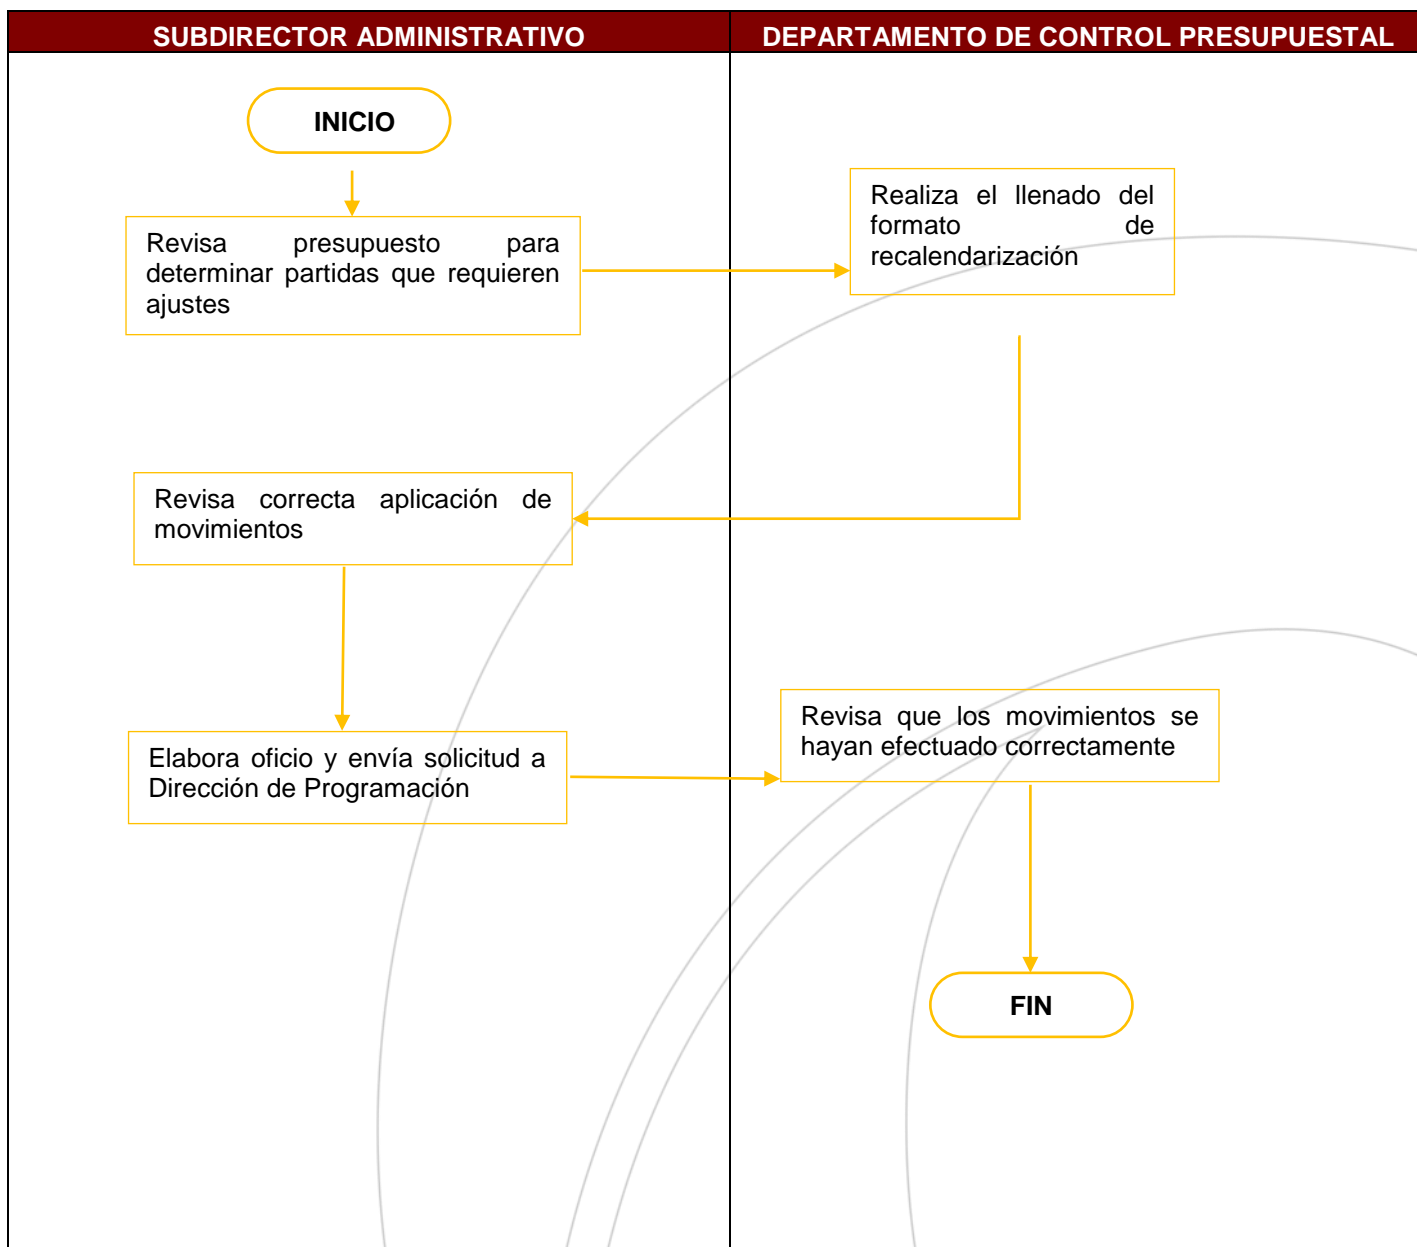 SUBDIRECTOR ADMINISTRATIVO
DEPARTAMENTO DE CONTROL PRESUPUESTAL
INICIO
Revisa presupuesto para
determinar partidas que requieren
ajustes
Realiza el llenado del
formato de
recalendarización
Revisa correcta aplicación de
movimientos
Elabora oficio y envía solicitud a
Dirección de Programación
Revisa que los movimientos se
hayan efectuado correctamente
FIN